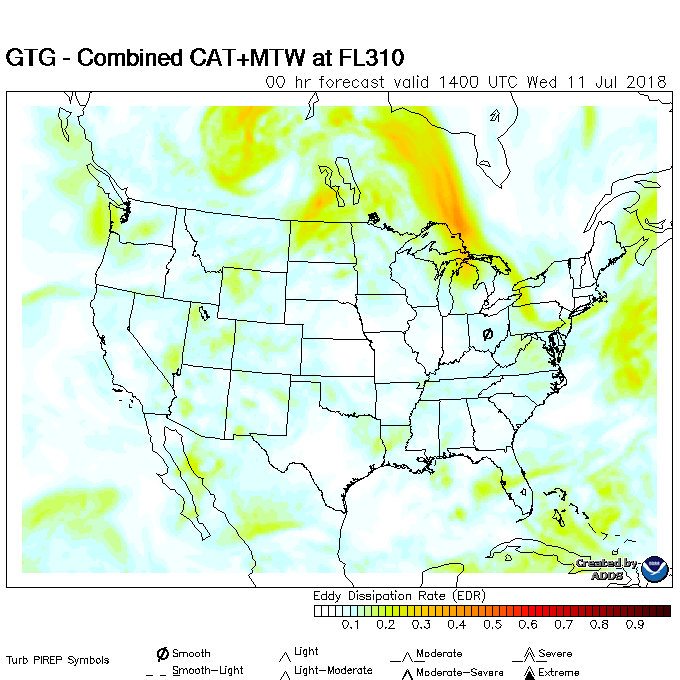 GTG - Combined CAT+MTW at FL310
00 hr forecast valid 1400 UTC Wed 11 Jul 2018
Created by
ADDS
Eddy Dissipation Rate (EDR)
0.1 0.2 0.3 0.4 0.5 0.6 0.7 0.8 0.9
Turb PIREP Symbols
Smooth Light Moderate Severe
Smooth-Light Light-Moderate Moderate-Severe Extreme